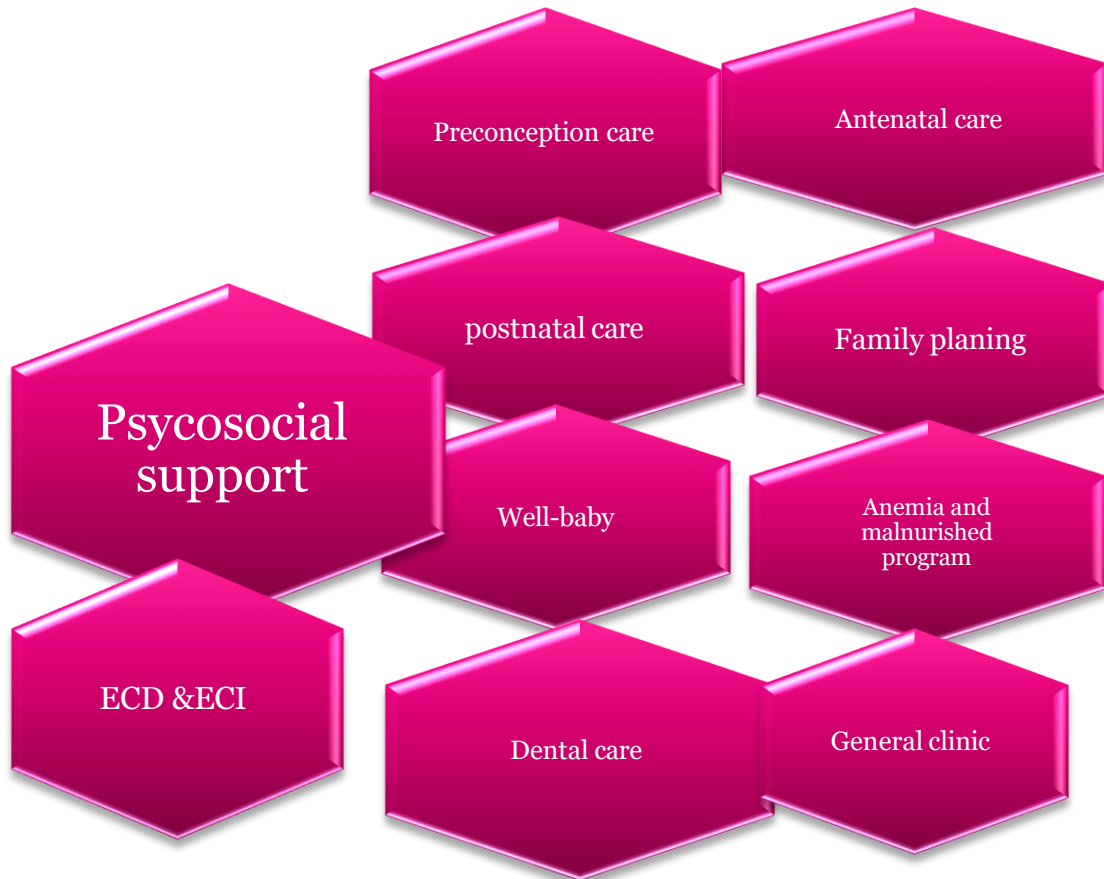 Preconception care
Antenatal care
postnatal care
Family planing
Psycosocial
support
Well-baby
Anemia and
malnurished
program
ECD &ECI
Dental care
General clinic